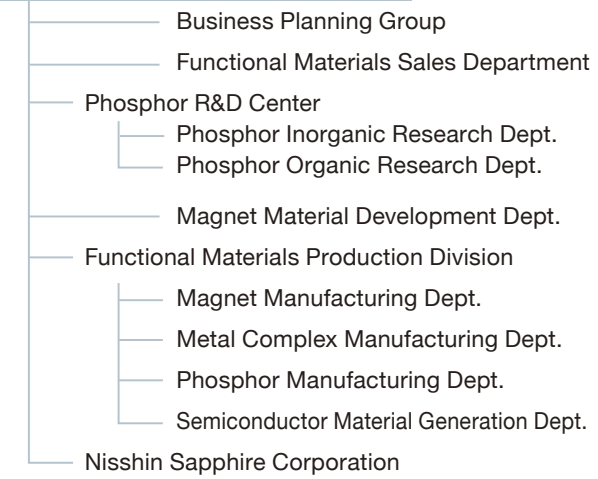 Business Planning Group
Functional Materials Sales Department
Phosphor R&D Center
Phosphor Inorganic Research Dept.
Phosphor Organic Research Dept.
Magnet Material Development Dept.
Functional Materials Production Division
Magnet Manufacturing Dept.
Metal Complex Manufacturing Dept.
Phosphor Manufacturing Dept.
Semiconductor Material Generation Dept.
Nisshin Sapphire Corporation